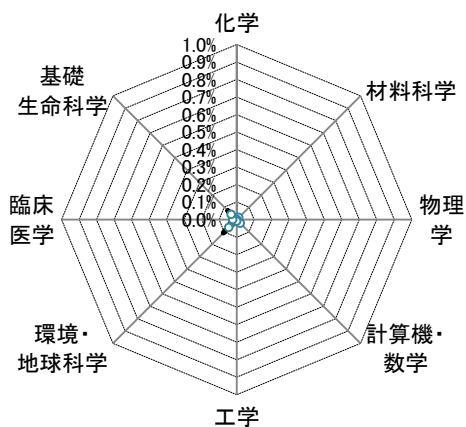 化学
1.0%
0.9%
0.8%
0.7%
0.6%
0.5%
0.4%
0.3%
0.2%
0.1%
0.0%
基礎
生命科学
材料科学
臨床
医学
物理
学
環境・
地球科学
計算機・
数学
工学